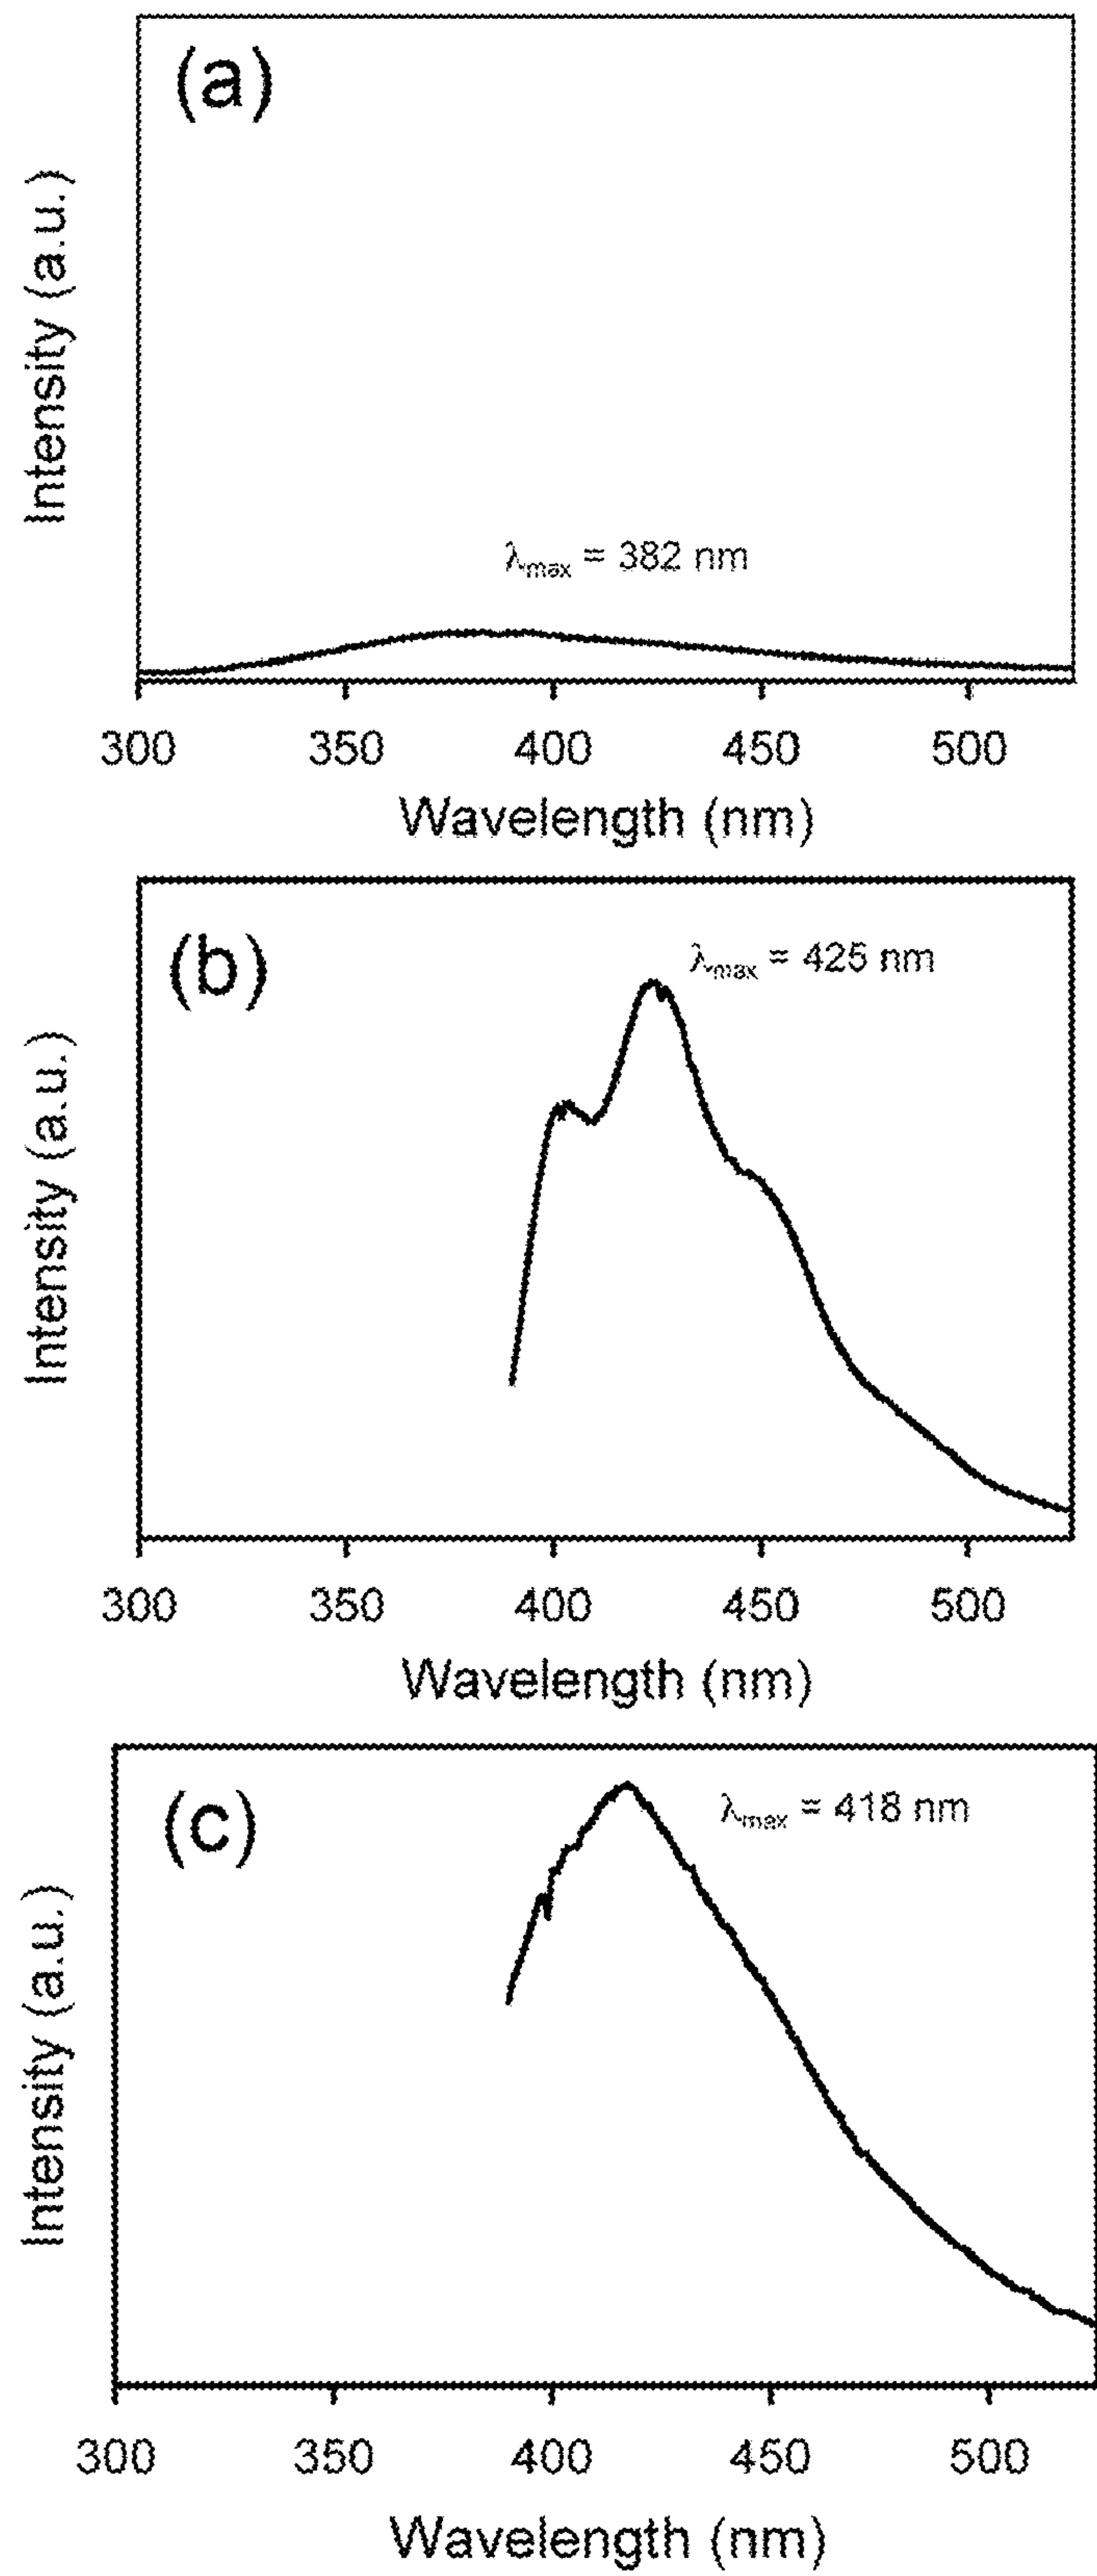 (a)
Intensity (a.u.)
λmax = 382 nm
300 350 400 450 500
Wavelength (nm)
(b)
λmax = 425 nm
Intensity (a.u.)
300 350 400 450 500
Wavelength (nm)
(c)
λmax = 418 nm
Intensity (a.u.)
300 350 400 450 500
Wavelength (nm)